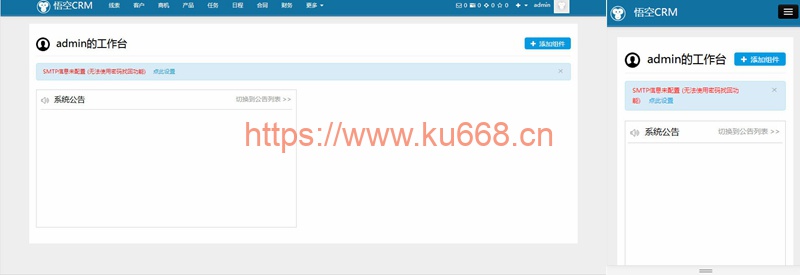 悟空CRM 线索 客户 商机 产品 任务 日程 合同 财务 更多 0 0 0 0 admin
admin的工作台 添加组件
SMTP信息未配置 (无法使用密码找回功能) 点此设置 ×
系统公告 切换到公告列表 >>
https://www.ku668.cn
悟空CRM
admin的工作台 添加组件
SMTP信息未配置 (无法使用密码找回功
能) 点此设置 ×
系统公告 切换到公告列表 >>